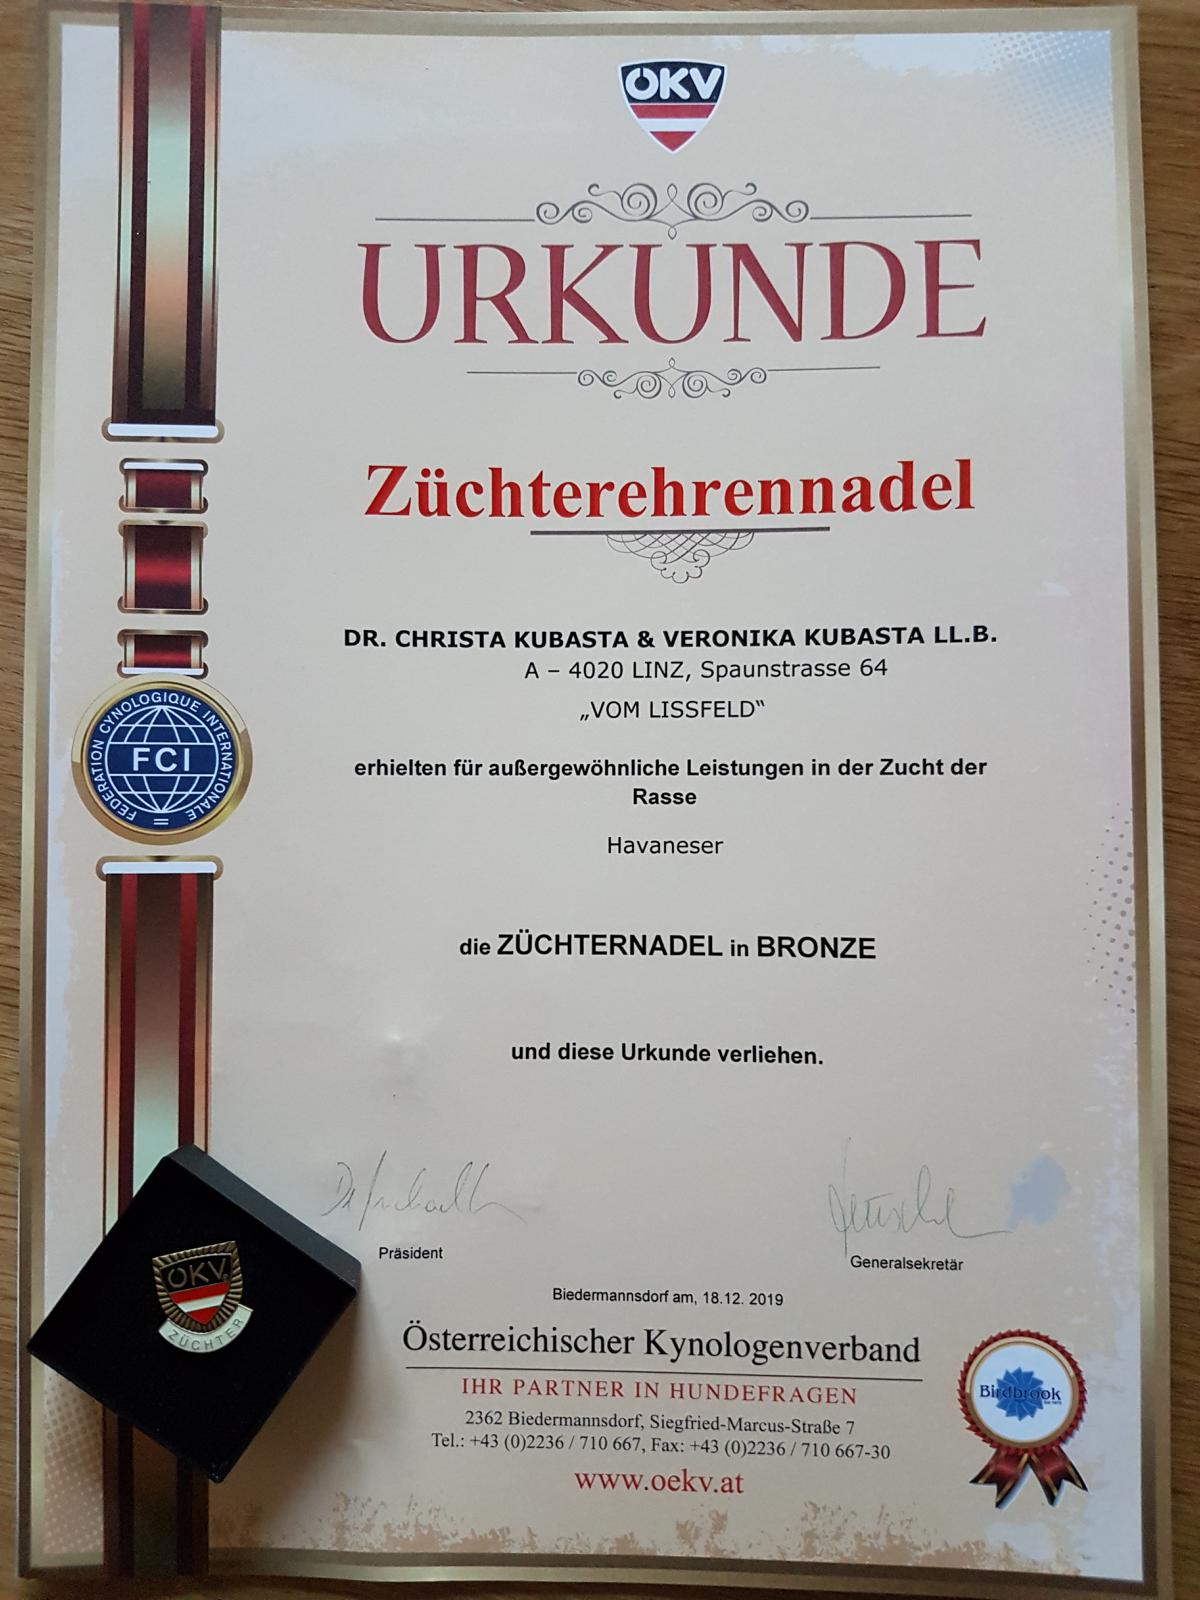 ÖKV
URKUNDE
Züchterehrennadel
DR. CHRISTA KUBASTA & VERONIKA KUBASTA LL.B.
A – 4020 LINZ, Spaunstrasse 64
„VOM LISSFELD“
FEDERATION CYNOLOGIQUE INTERNATIONALE
FCI
erhielten für außergewöhnliche Leistungen in der Zucht der
Rasse
Havaneser
die ZÜCHTERNADEL in BRONZE
und diese Urkunde verliehen.
Präsident
Generalsekretär
ÖKV
ZÜCHTER
Biedermannsdorf am, 18.12. 2019
Österreichischer Kynologenverband
IHR PARTNER IN HUNDEFRAGEN
2362 Biedermannsdorf, Siegfried-Marcus-Straße 7
Tel.: +43 (0)2236 / 710 667, Fax: +43 (0)2236 / 710 667-30
www.oekv.at
Birdbrook